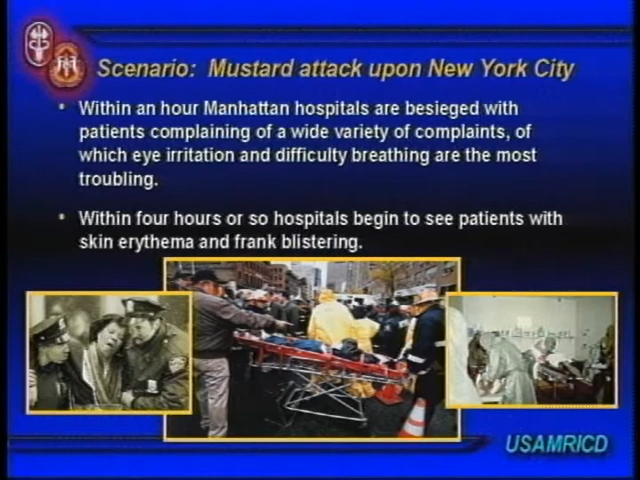 Scenario: Mustard attack upon New York City
• Within an hour Manhattan hospitals are besieged with
patients complaining of a wide variety of complaints, of
which eye irritation and difficulty breathing are the most
troubling.
• Within four hours or so hospitals begin to see patients with
skin erythema and frank blistering.
USAMRICD